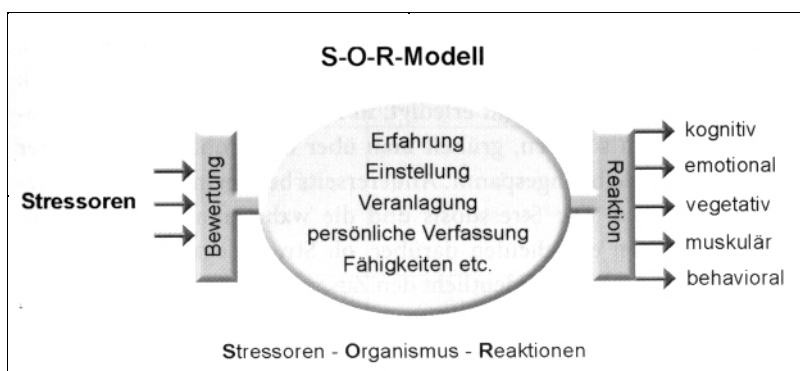 S-O-R-Modell
Stressoren
Bewertung
Erfahrung
Einstellung
Veranlagung
persönliche Verfassung
Fähigkeiten etc.
Reaktion
kognitiv
emotional
vegetativ
muskulär
behavioral
Stressoren - Organismus - Reaktionen